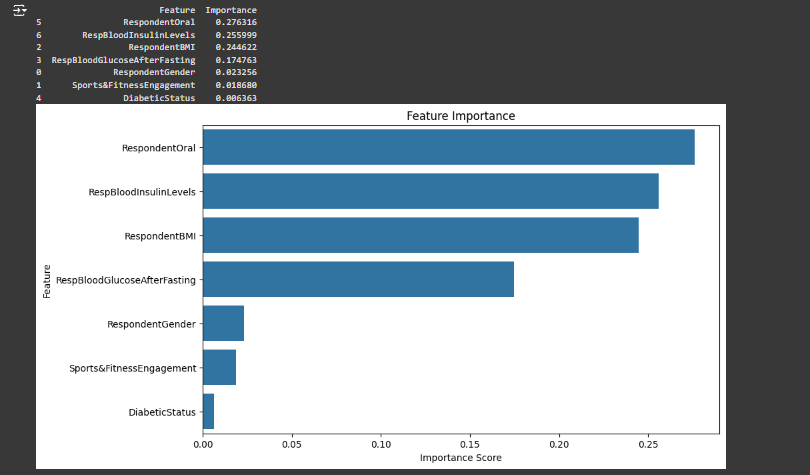 Feature Importance
5 RespondentOral 0.276316
6 RespBloodInsulinLevels 0.255999
2 RespondentBMI 0.244622
3 RespBloodGlucoseAfterFasting 0.174763
0 RespondentGender 0.023256
1 Sports&FitnessEngagement 0.018680
4 DiabeticStatus 0.006363
Feature Importance
RespondentOral
RespBloodInsulinLevels
RespondentBMI
Feature
RespBloodGlucoseAfterFasting
RespondentGender
Sports&FitnessEngagement
DiabeticStatus
0.00 0.05 0.10 0.15 0.20 0.25
Importance Score